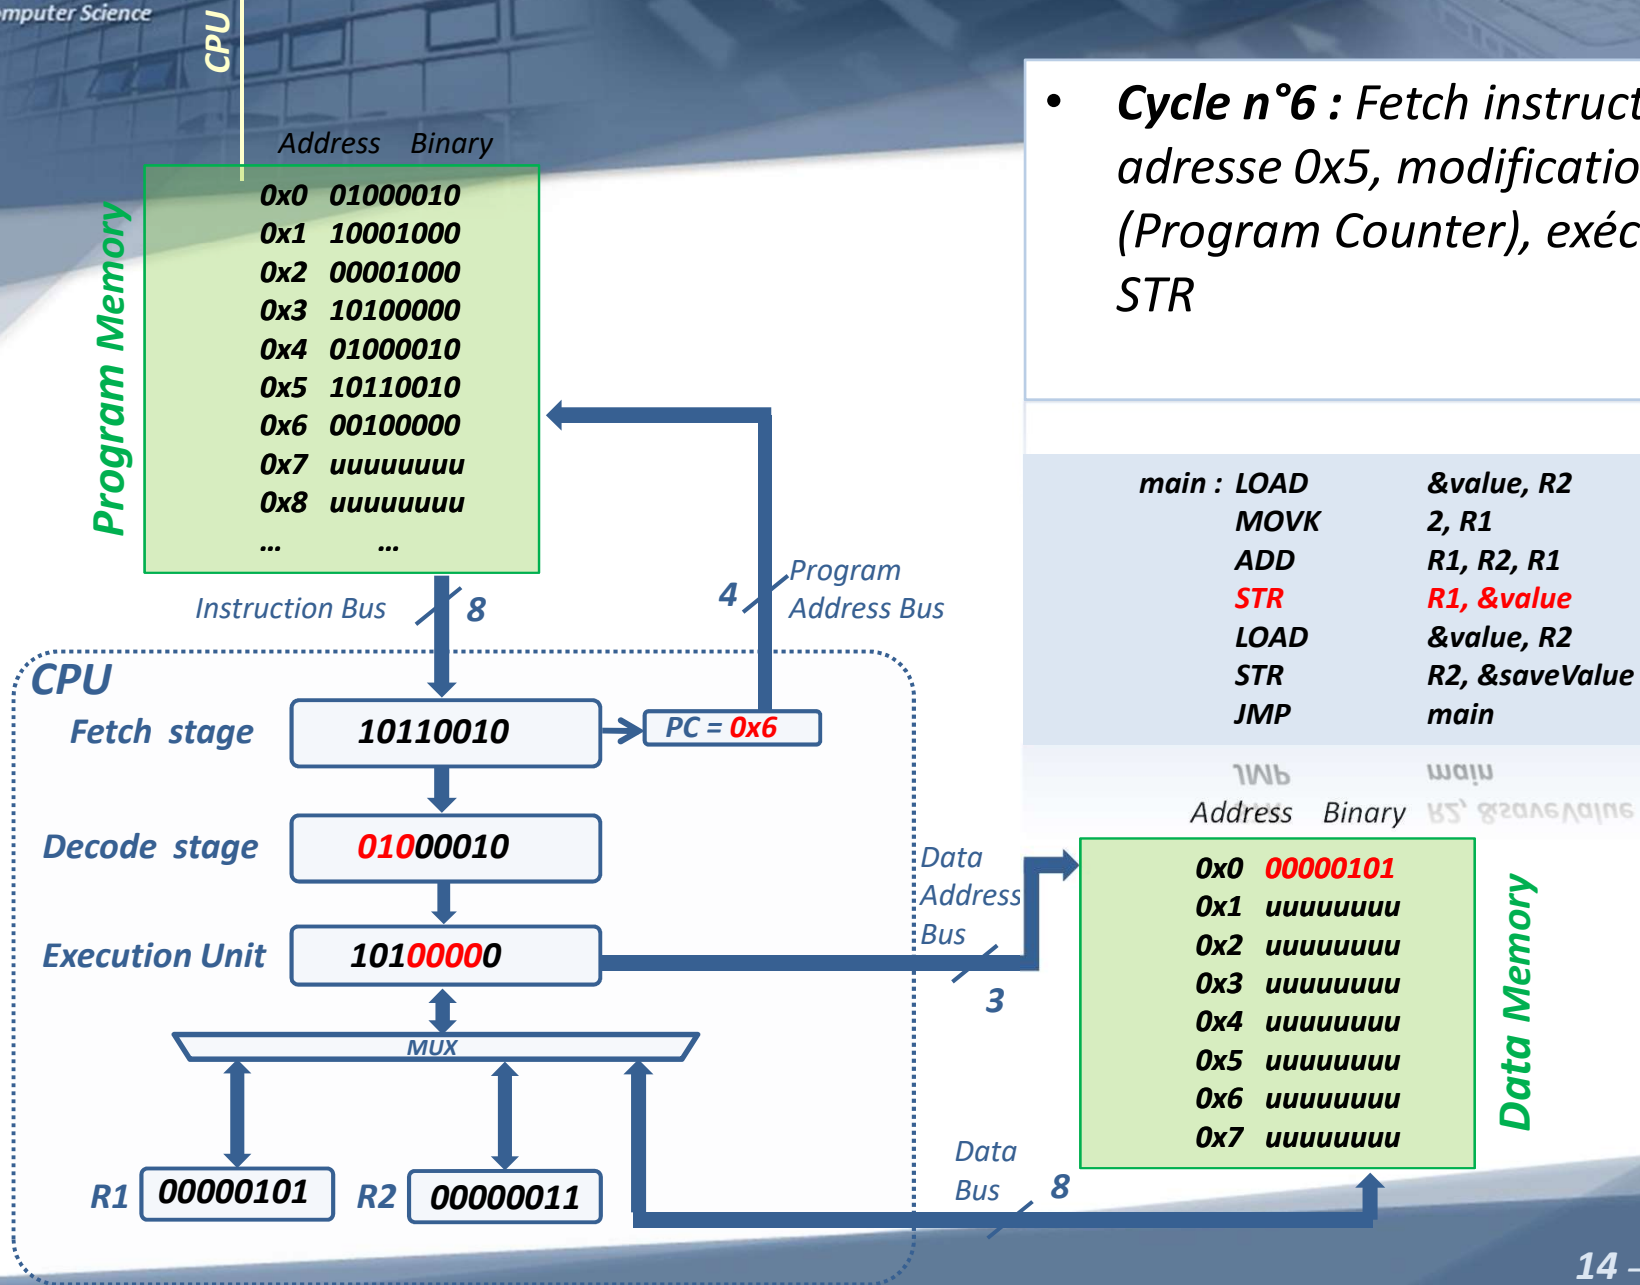 CPU
• Cycle n°6 : Fetch
adresse 0x5,
(Program Counter),
STR
Address Binary
0x0 01000010
0x1 10001000
0x2 00001000
0x3 10100000
0x4 01000010
0x5 10110010
0x6 00100000
0x7 uuuuuuuu
0x8 uuuuuuuu
... ...
Program Memory
Instruction Bus 8
4 Program
Address Bus
main : LOAD &value, R2
MOVK 2, R1
ADD R1, R2, R1
STR R1, &value
LOAD &value, R2
STR R2, &saveValue
JMP main
CPU
Fetch stage 10110010
PC = 0x6
Decode stage 01000010
Execution Unit 10100000
MUX
R1 00000101
R2 00000011
Data
Address
Bus
3
Data
Bus 8
Address Binary
0x0 00000101
0x1 uuuuuuuu
0x2 uuuuuuuu
0x3 uuuuuuuu
0x4 uuuuuuuu
0x5 uuuuuuuu
0x6 uuuuuuuu
0x7 uuuuuuuu
Data Memory
14 –